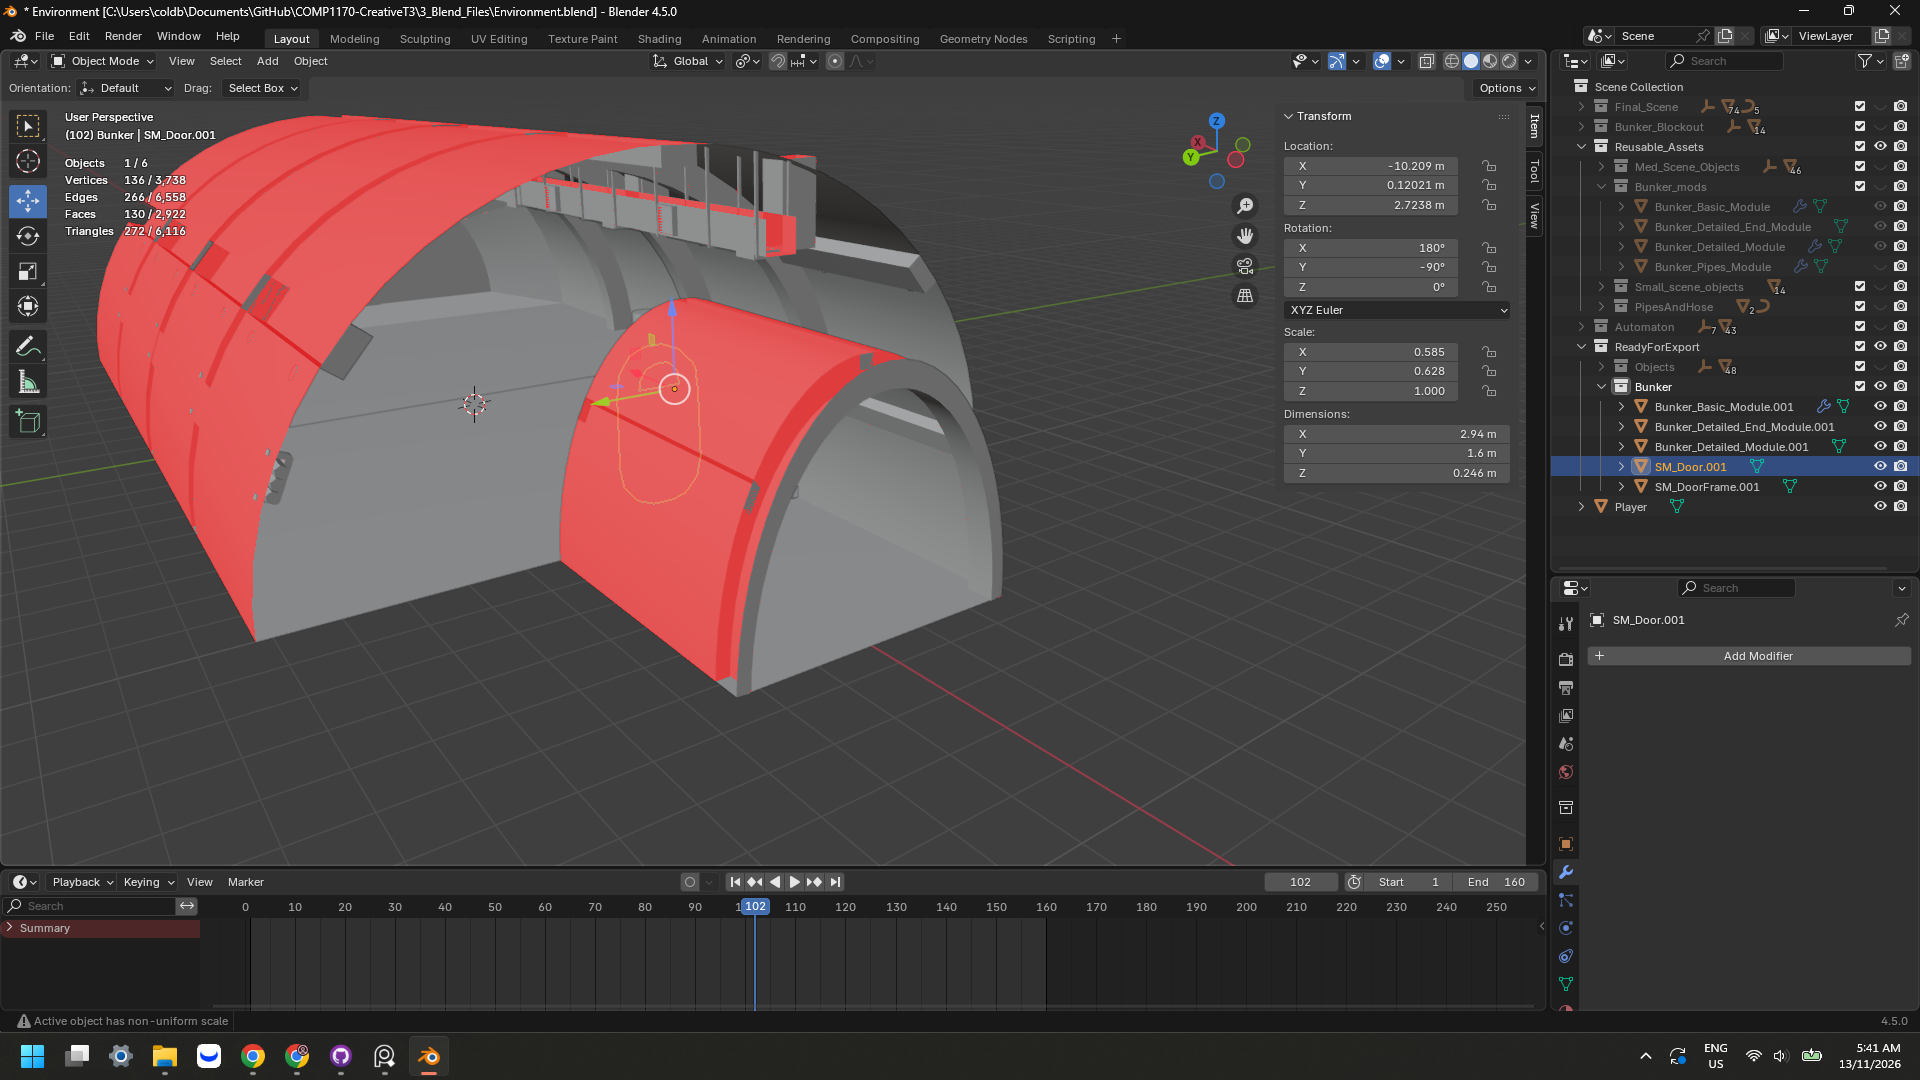 * Environment [C:\Users\coldb\Documents\GitHub\COMP1170-CreativeT3\3_Blend_Files\Environment.blend] - Blender 4.5.0
File Edit Render Window Help Layout Modeling Sculpting UV Editing Texture Paint Shading Animation Rendering Compositing Geometry Nodes Scripting + Scene ViewLayer
Object Mode View Select Add Object Global Search
Orientation: Default Drag: Select Box Options
User Perspective
(102) Bunker | SM_Door.001
Objects 1 / 6
Vertices 136 / 3,738
Edges 266 / 6,558
Faces 130 / 2,922
Triangles 272 / 6,116
Z
X
Y
Transform
Location:
X -10.209 m
Y 0.12021 m
Z 2.7238 m
Rotation:
X 180°
Y -90°
Z 0°
XYZ Euler
Scale:
X 0.585
Y 0.628
Z 1.000
Dimensions:
X 2.94 m
Y 1.6 m
Z 0.246 m
Item
Tool
View
Scene Collection
Final_Scene 74 5
Bunker_Blockout 14
Reusable_Assets
Med_Scene_Objects 46
Bunker_mods
Bunker_Basic_Module
Bunker_Detailed_End_Module
Bunker_Detailed_Module
Bunker_Pipes_Module
Small_scene_objects 14
PipesAndHose 2
Automaton 7 43
ReadyForExport
Objects 48
Bunker
Bunker_Basic_Module.001
Bunker_Detailed_End_Module.001
Bunker_Detailed_Module.001
SM_Door.001
SM_DoorFrame.001
Player
Search
SM_Door.001
+ Add Modifier
Playback Keying View Marker 102 Start 1 End 160
Search 0 10 20 30 40 50 60 70 80 90 102 110 120 130 140 150 160 170 180 190 200 210 220 230 240 250
Summary
Active object has non-uniform scale 4.5.0
ENG
US
5:41 AM
13/11/2026